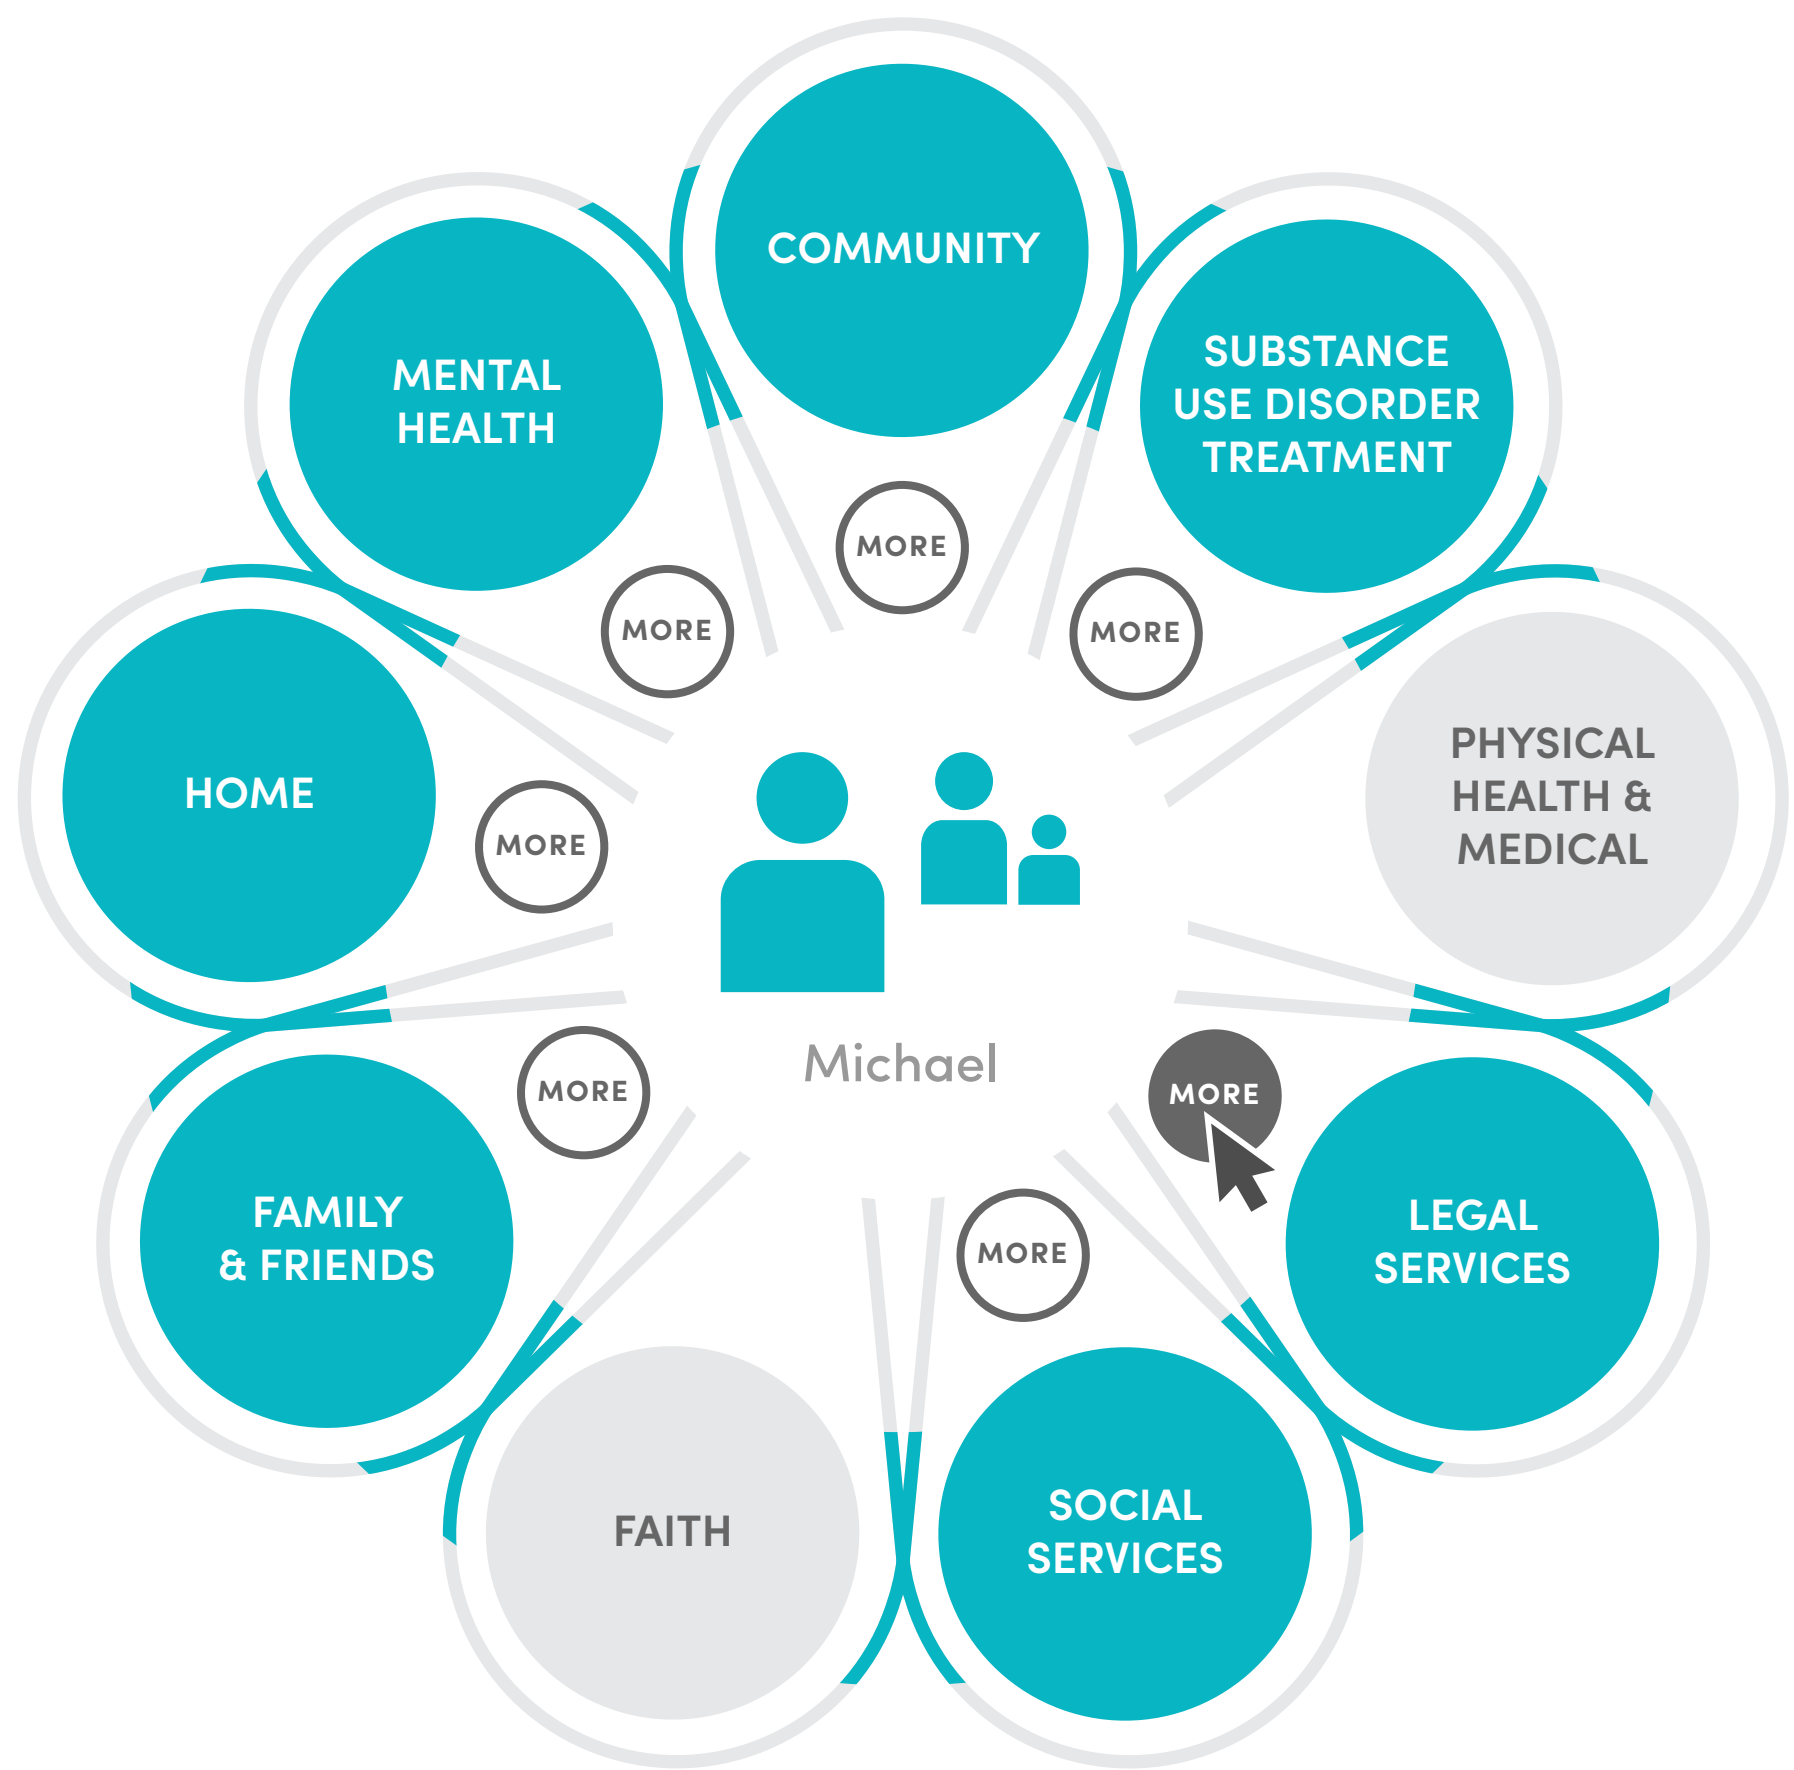 COMMUNITY
MENTAL
HEALTH
SUBSTANCE
USE DISORDER
TREATMENT
MORE
MORE
MORE
HOME
PHYSICAL
HEALTH &
MEDICAL
MORE
Michael
MORE
MORE
FAMILY
& FRIENDS
LEGAL
SERVICES
MORE
FAITH
SOCIAL
SERVICES